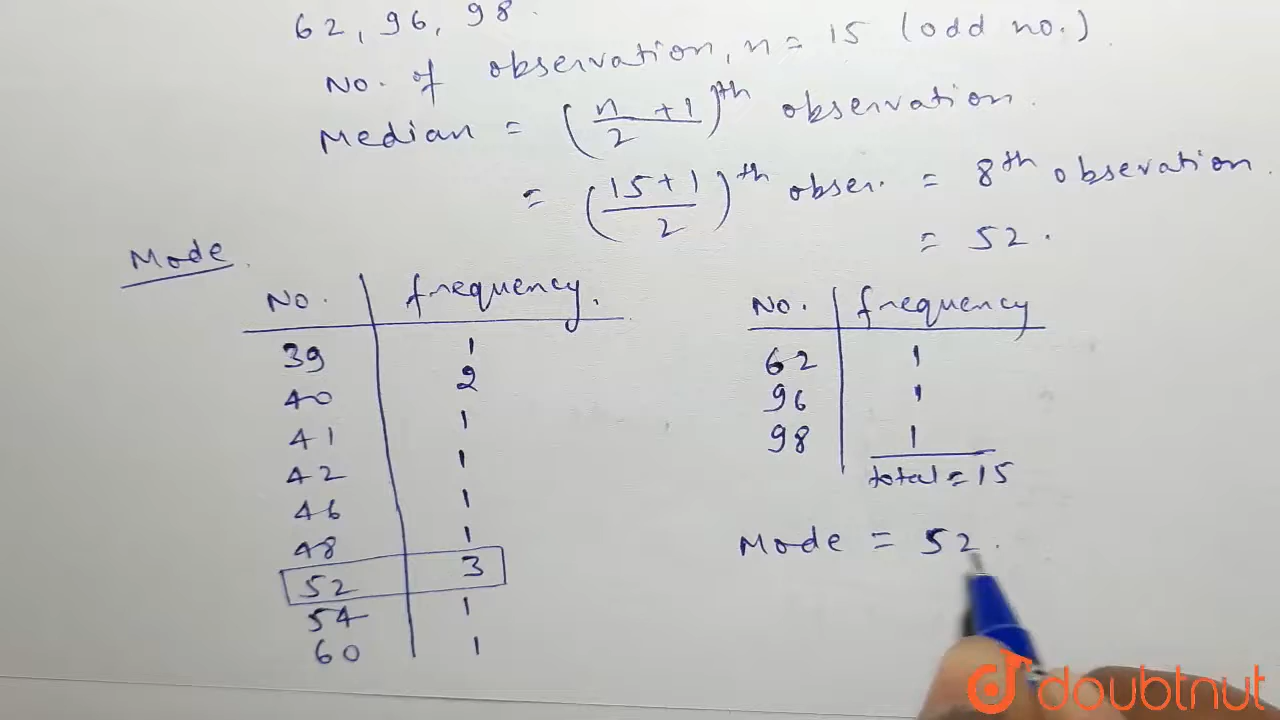 62, 96, 98.
No. of observation, n = 15 (odd no.)
Median = (n+1/2)th observation.
= (15+1/2)th obser. = 8th observation.
= 52.
Mode.
No. frequency.
39 1
40 2
41 1
42 1
46 1
48 1
52 3
54 1
60 1
No. frequency
62 1
96 1
98 1
total = 15
Mode = 52.
doubtnut